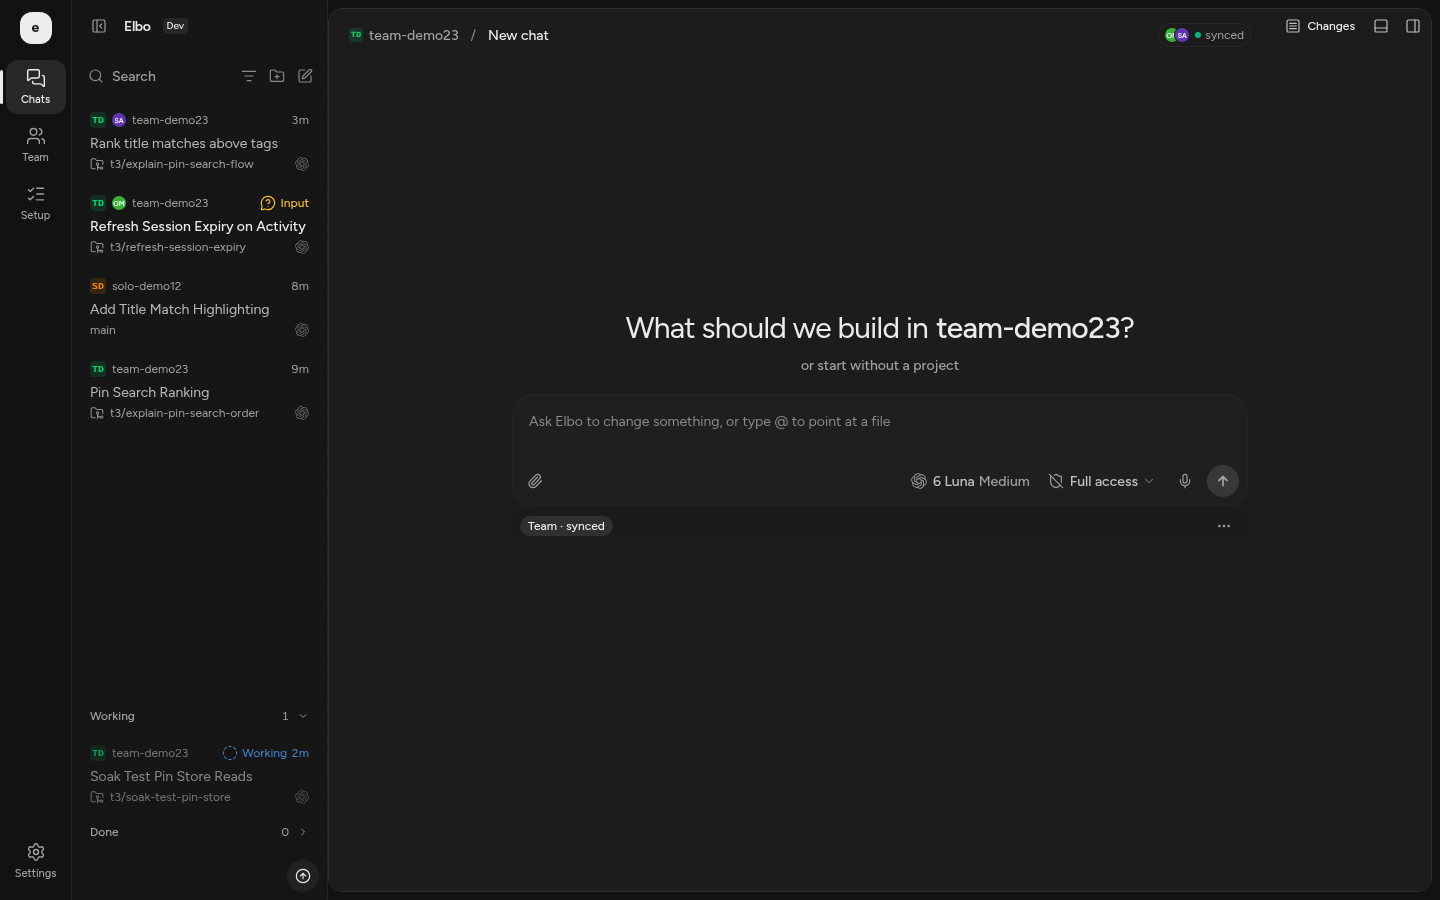 e
Chats
Team
Setup
Settings
Elbo Dev
Search
TD SA team-demo23 3m
Rank title matches above tags
t3/explain-pin-search-flow
TD OM team-demo23 Input
Refresh Session Expiry on Activity
t3/refresh-session-expiry
SD solo-demo12 8m
Add Title Match Highlighting
main
TD team-demo23 9m
Pin Search Ranking
t3/explain-pin-search-order
Working 1
TD team-demo23 Working 2m
Soak Test Pin Store Reads
t3/soak-test-pin-store
Done 0
TD team-demo23 / New chat
SA synced
Changes
What should we build in team-demo23?
or start without a project
Ask Elbo to change something, or type @ to point at a file
6 Luna Medium Full access
Team · synced